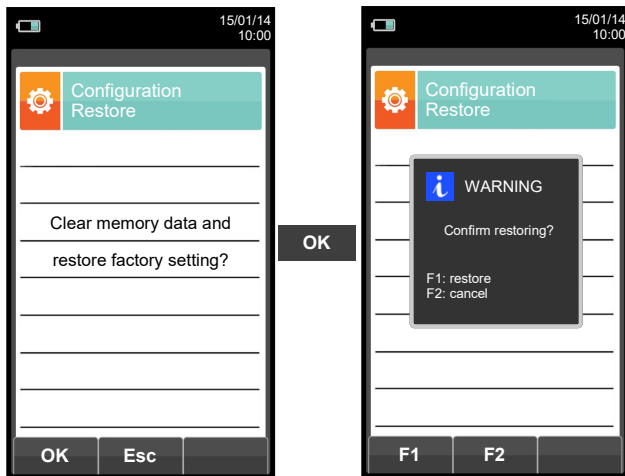 15/01/14
10:00
Configuration
Restore
Clear memory data and
restore factory setting?
OK
Esc
OK
15/01/14
10:00
Configuration
Restore
i WARNING
Confirm restoring?
F1: restore
F2: cancel
F1
F2